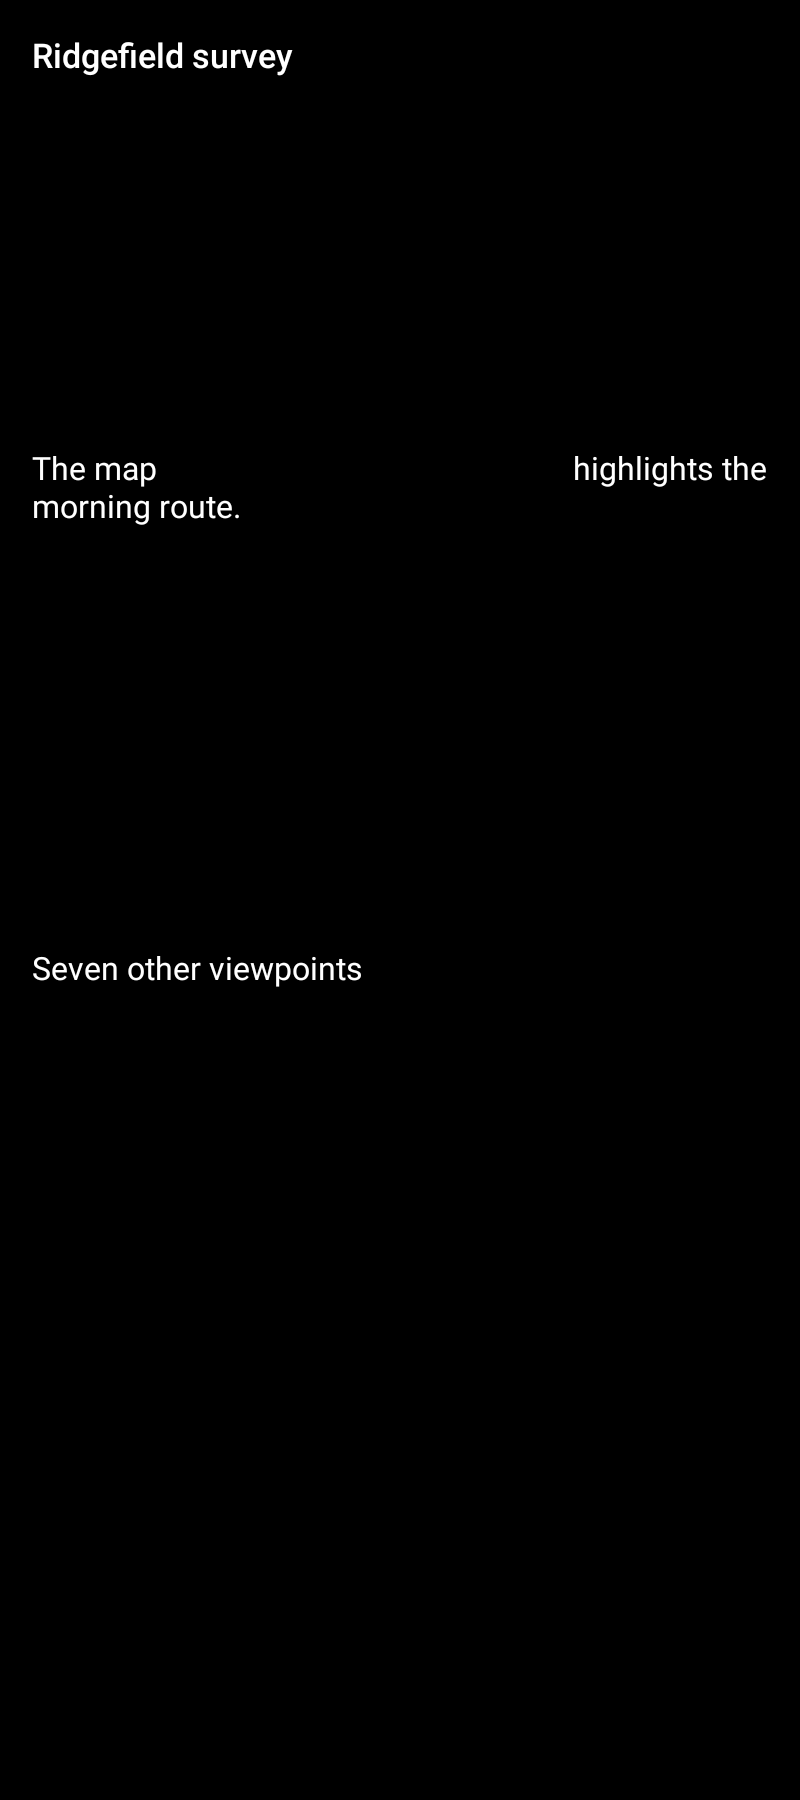 Ridgefield survey
The map highlights the
morning route.
Seven other viewpoints